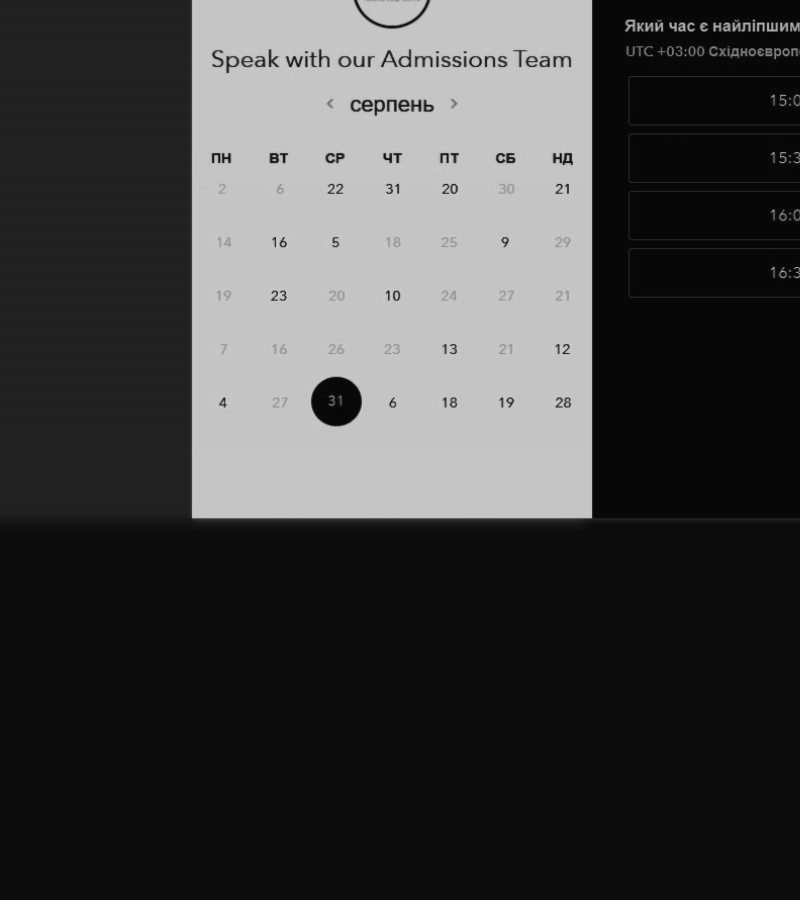 Speak with our Admissions Team
< серпень >
ПН ВТ СР ЧТ ПТ СБ НД
2 6 22 31 20 30 21
14 16 5 18 25 9 29
19 23 20 10 24 27 21
7 16 26 23 13 21 12
4 27 31 6 18 19 28
Який час є найліпшим
UTC +03:00 Східноєвроп
15:0
15:3
16:0
16:3